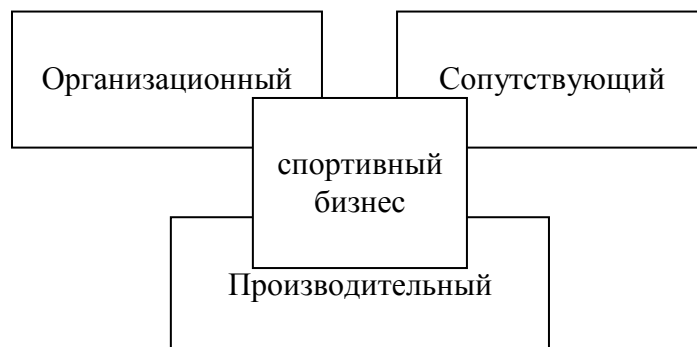 Организационный
Сопутствующий
спортивный
бизнес
Производительный